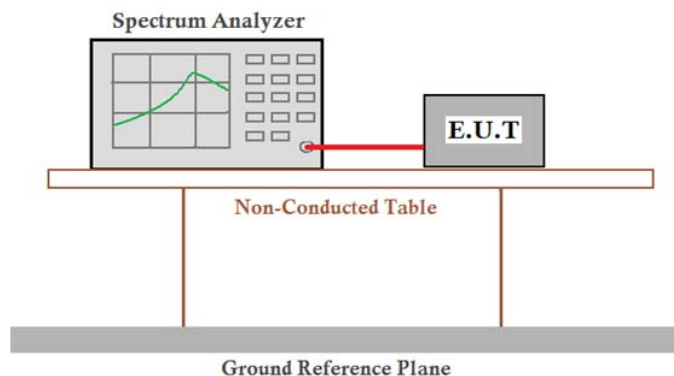 Spectrum Analyzer
E.U.T
Non-Conducted Table
Ground Reference Plane